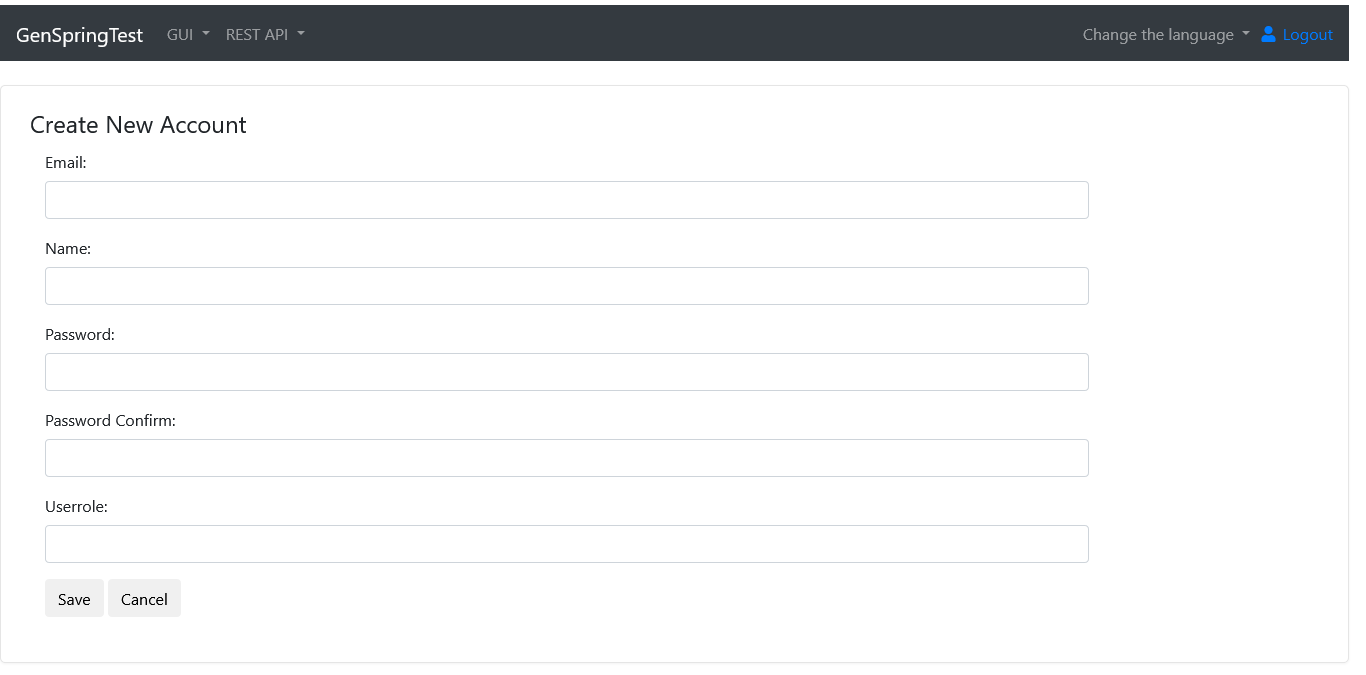 GenSpringTest GUI REST API Change the language Logout
Create New Account
Email:
Name:
Password:
Password Confirm:
Userrole:
Save Cancel